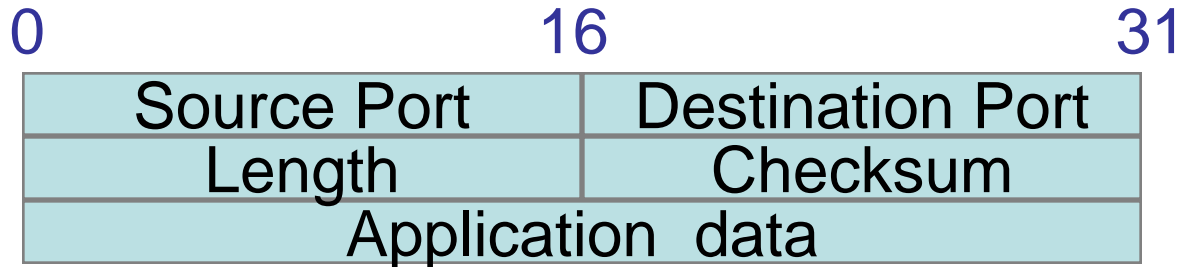 0 16 31
Source Port Destination Port
Length Checksum
Application data